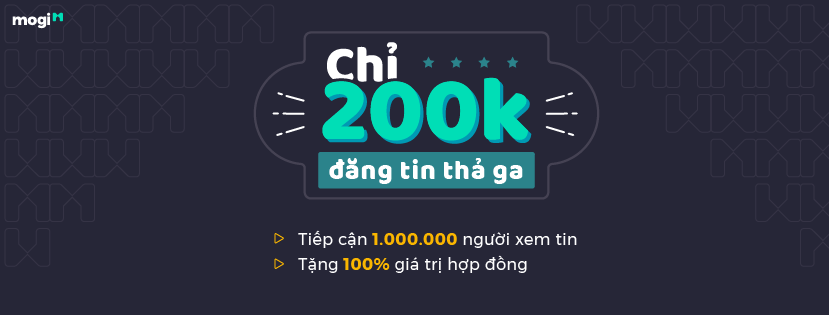 mogi
Chỉ
200k
đăng tin thả ga
Tiếp cận 1.000.000 người xem tin
Tặng 100% giá trị hợp đồng